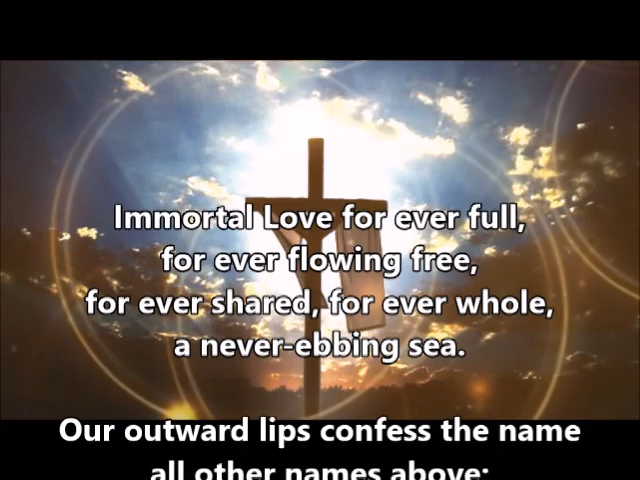 Immortal Love for ever full,
for ever flowing free,
for ever shared, for ever whole,
a never-ebbing sea.
Our outward lips confess the name
all other names above;